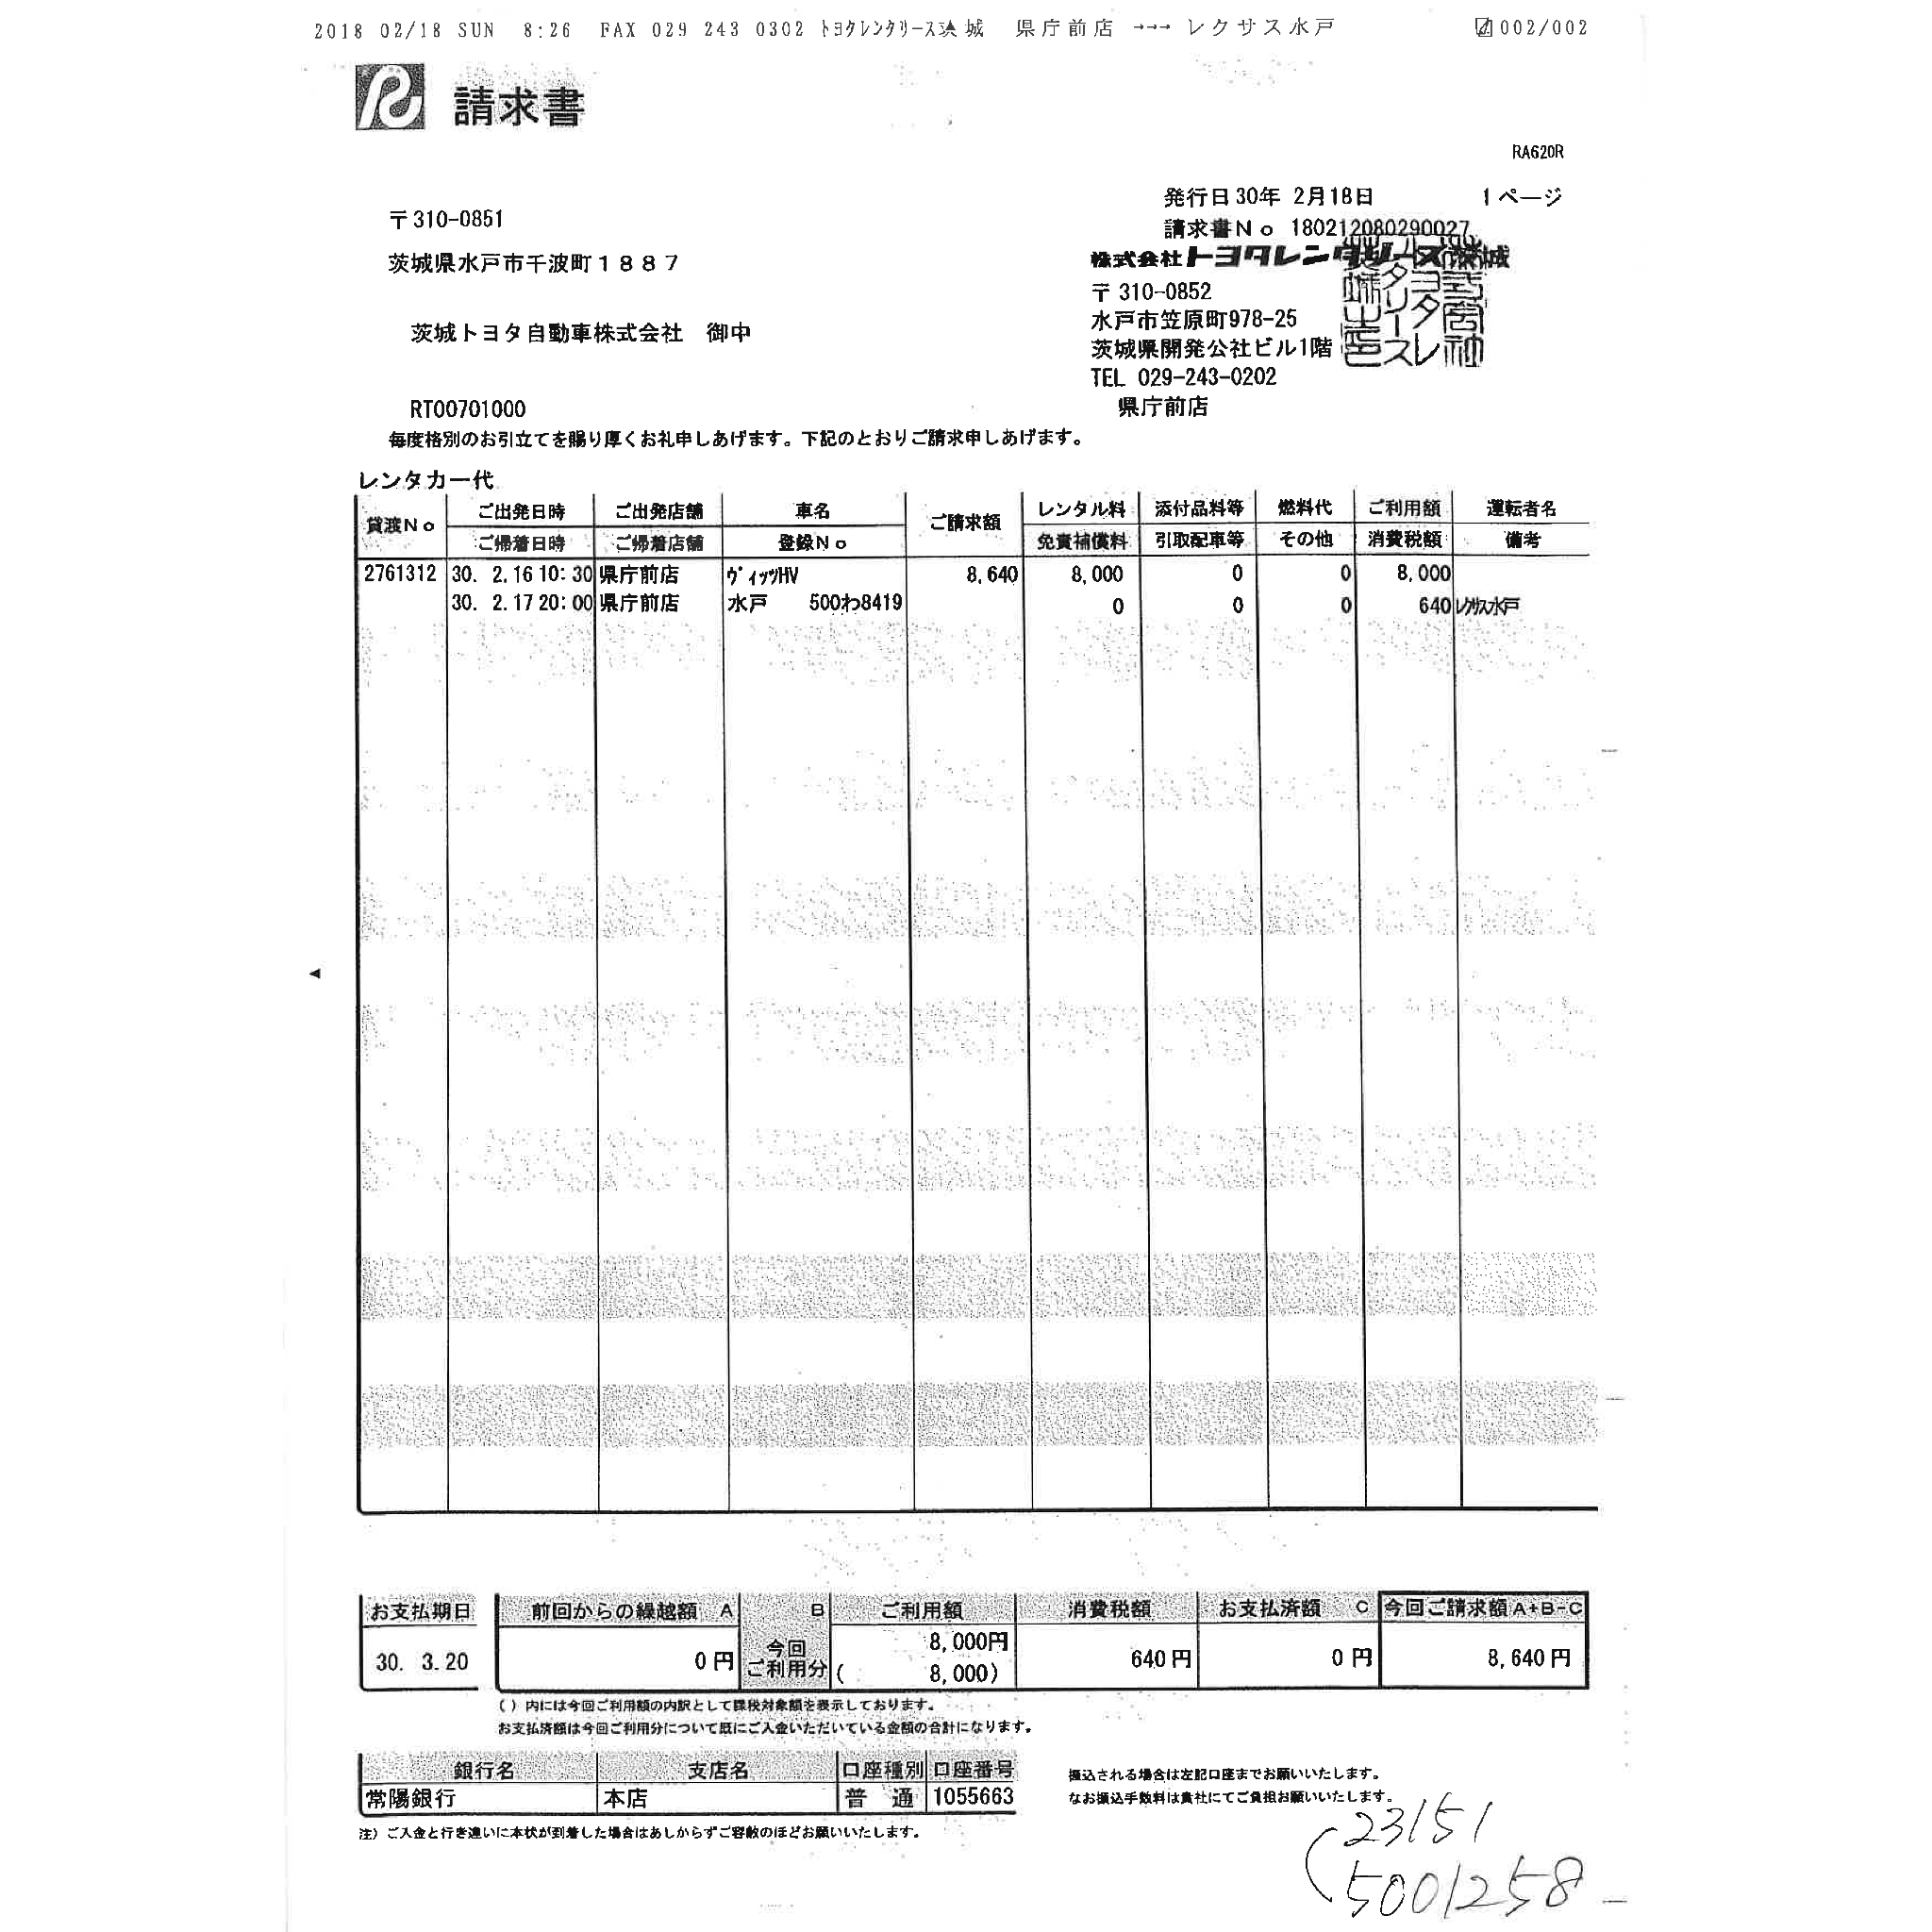 2018 02/18 SUN 8:26 FAX 029 243 0302 ﾄﾖﾀﾚﾝﾀﾘｰｽ茨城 県庁前店 →→→ レクサス水戸 002/002
請求書
RA620R
発行日30年 2月18日 1ページ
請求書Ｎｏ 180212080290027
〒310-0851
茨城県水戸市千波町１８８７
茨城トヨタ自動車株式会社 御中
株式会社トヨタレンタリース茨城
〒310-0852
水戸市笠原町978-25
茨城県開発公社ビル1階
TEL 029-243-0202
県庁前店
RT00701000
毎度格別のお引立てを賜り厚くお礼申しあげます。下記のとおりご請求申しあげます。
レンタカー代
貸渡Ｎｏ ご出発日時 ご出発店舗 車名 ご請求額 レンタル料 添付品料等 燃料代 ご利用額 運転者名
ご帰着日時 ご帰着店舗 登録Ｎｏ 免責補償料 引取配車等 その他 消費税額 備考
2761312 30. 2.16 10:30 県庁前店 ｳﾞｨｯﾂHV 8,640 8,000 0 0 8,000
30. 2.17 20:00 県庁前店 水戸 500わ8419 0 0 0 640 ﾚｸｻｽ水戸
お支払期日 前回からの繰越額 A B ご利用額 消費税額 お支払済額 C 今回ご請求額 A+B-C
30. 3.20 0円 今回ご利用分 8,000円 640円 0円 8,640円
( 8,000)
( ) 内には今回ご利用額の内訳として課税対象額を表示しております。
お支払済額は今回ご利用分について既にご入金いただいている金額の合計になります。
銀行名 支店名 口座種別 口座番号
常陽銀行 本店 普通 1055663
振込される場合は左記口座までお願いいたします。
なお振込手数料は貴社にてご負担お願いいたします。
注) ご入金と行き違いに本状が到着した場合はあしからずご容赦のほどお願いいたします。
23151
5001258